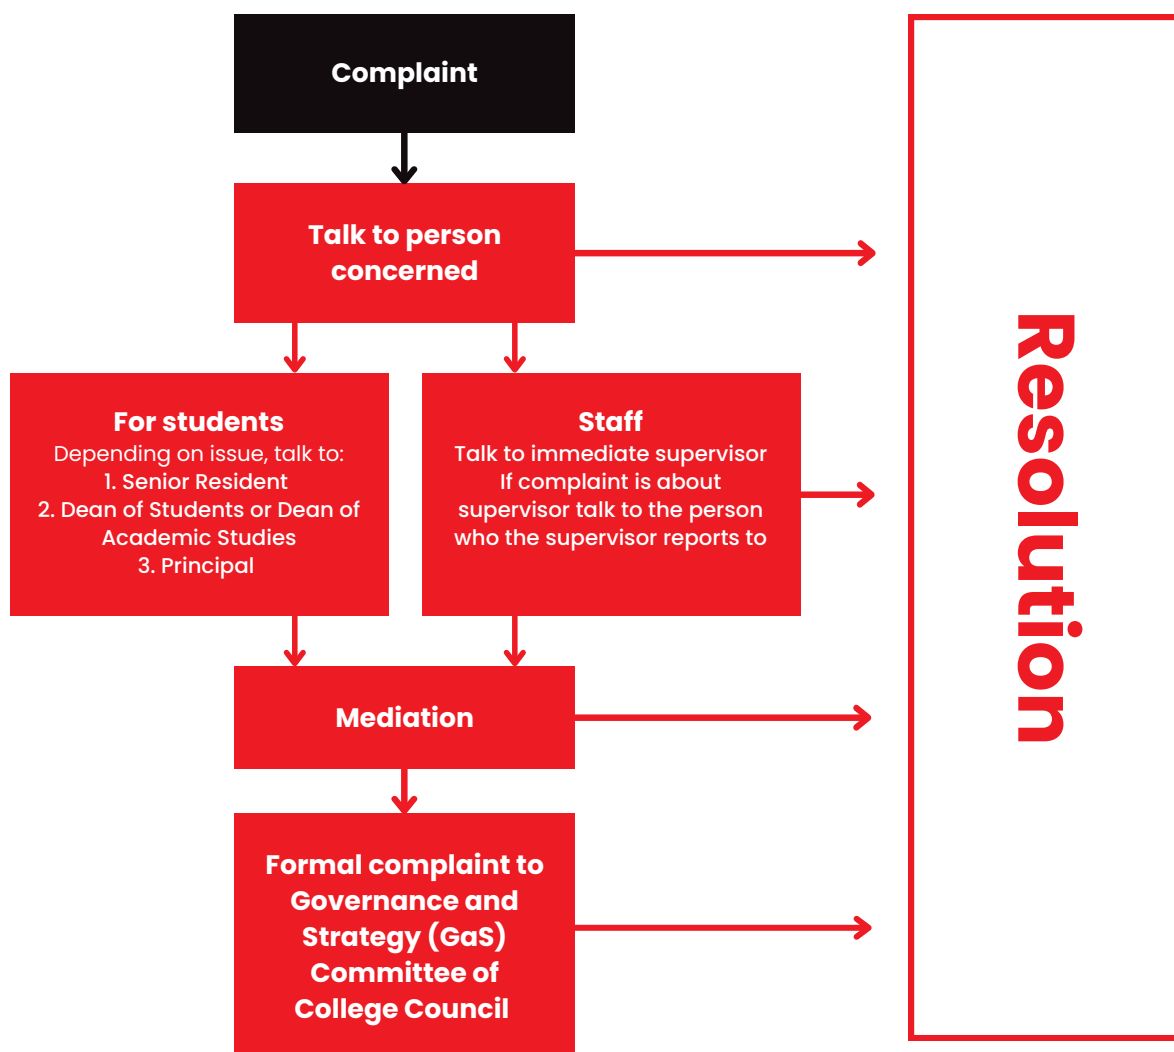 Complaint
Talk to person
concerned
For students
Depending on issue, talk to:
1. Senior Resident
2. Dean of Students or Dean of
Academic Studies
3. Principal
Staff
Talk to immediate supervisor
If complaint is about
supervisor talk to the person
who the supervisor reports to
Mediation
Formal complaint to
Governance and
Strategy (GaS)
Committee of
College Council
Resolution